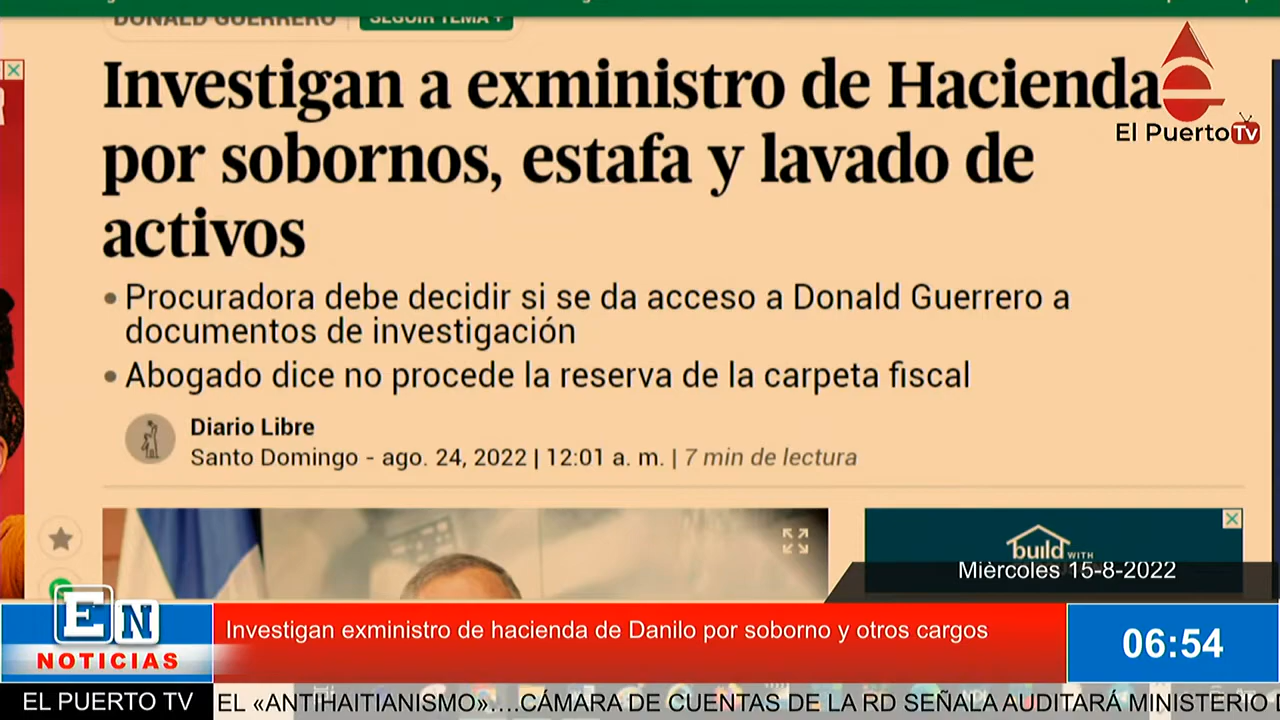 DONALD GUERRERO
SEGUIR TEMA +
Investigan a exministro de Hacienda
por sobornos, estafa y lavado de
activos
El PuertoTv
• Procuradora debe decidir si se da acceso a Donald Guerrero a
documentos de investigación
• Abogado dice no procede la reserva de la carpeta fiscal
Diario Libre
Santo Domingo - ago. 24, 2022 | 12:01 a. m. | 7 min de lectura
build WITH
Mièrcoles 15-8-2022
EN
NOTICIAS
Investigan exministro de hacienda de Danilo por soborno y otros cargos
06:54
EL PUERTO TV
EL «ANTIHAITIANISMO»....CÁMARA DE CUENTAS DE LA RD SEÑALA AUDITARÁ MINISTERIO